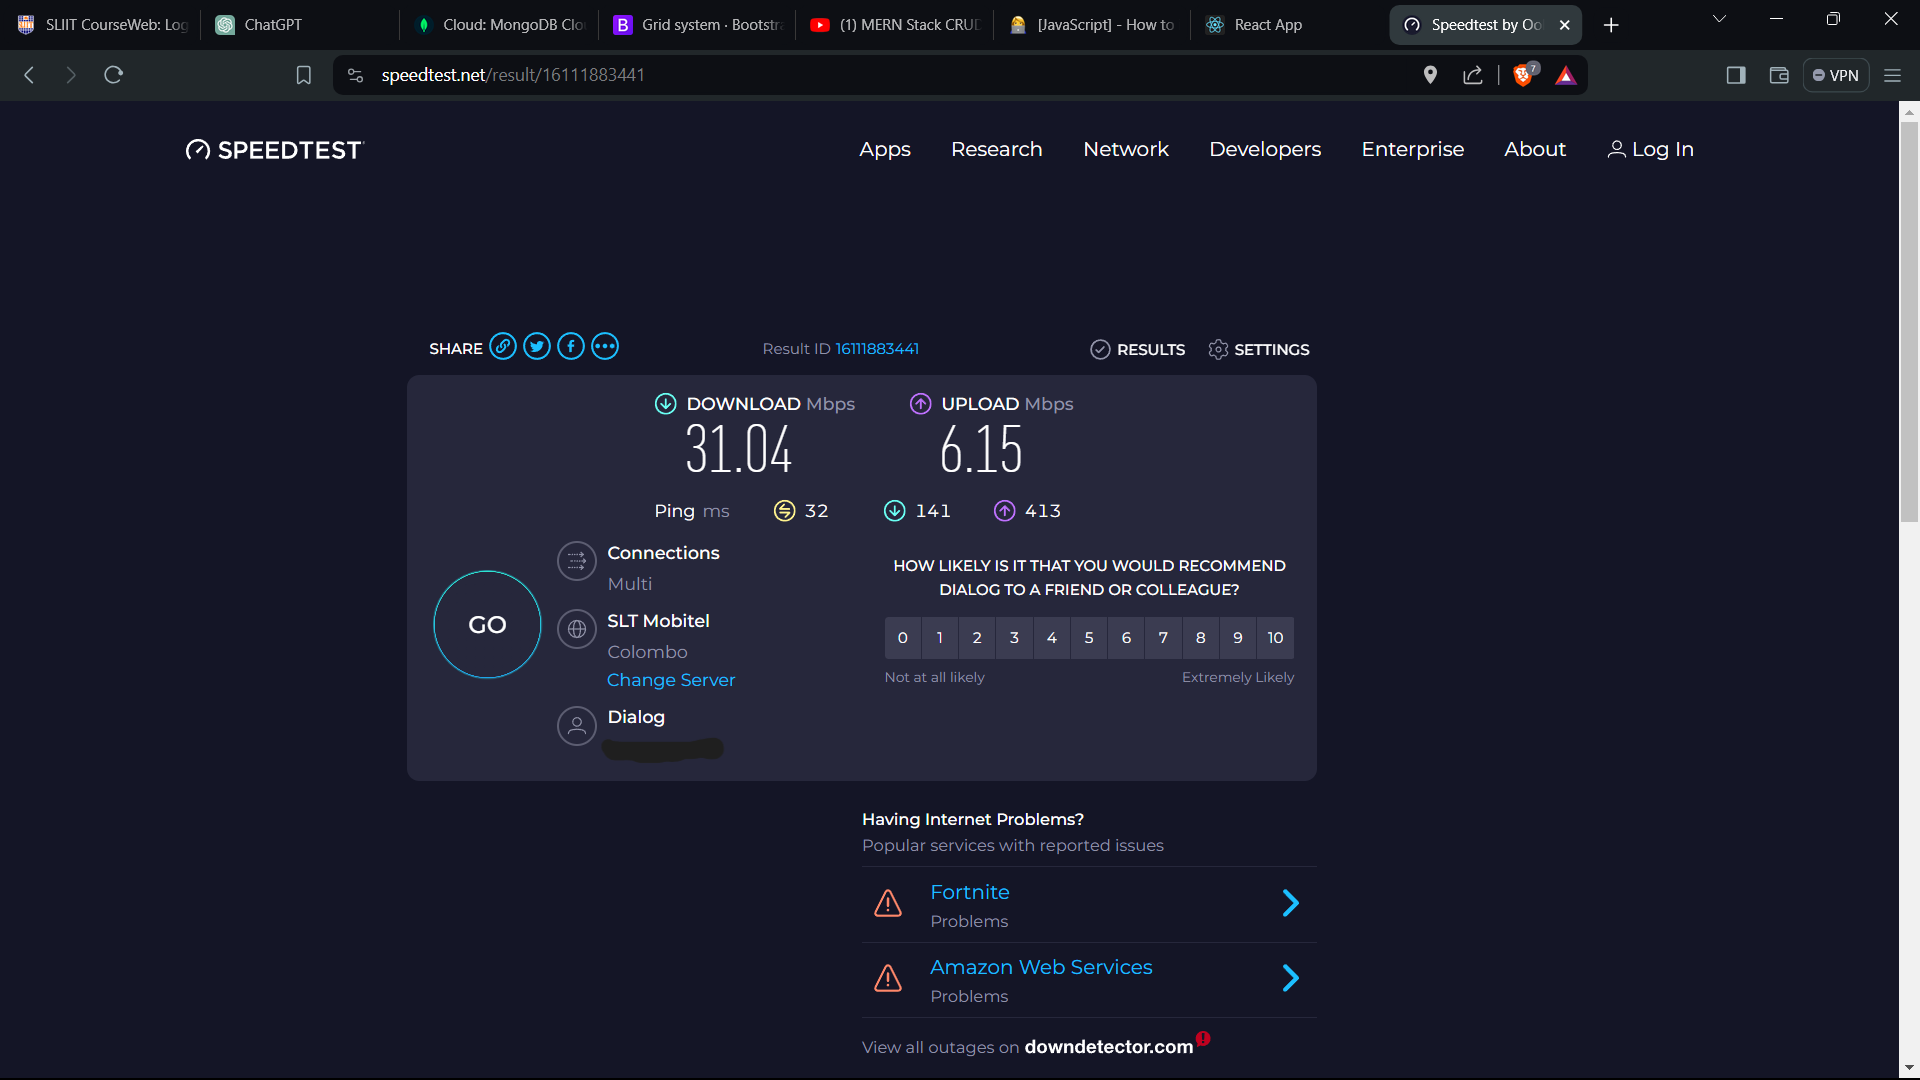 SLIIT CourseWeb: Log
ChatGPT
Cloud: MongoDB Clo
Grid system · Bootstra
(1) MERN Stack CRUD
[JavaScript] - How to
React App
Speedtest by Oo
speedtest.net/result/16111883441
7
VPN
SPEEDTEST
Apps
Research
Network
Developers
Enterprise
About
Log In
SHARE
Result ID 16111883441
RESULTS
SETTINGS
DOWNLOAD Mbps
UPLOAD Mbps
31.04
6.15
Ping ms
32
141
413
Connections
Multi
GO
SLT Mobitel
Colombo
Change Server
Dialog
HOW LIKELY IS IT THAT YOU WOULD RECOMMEND
DIALOG TO A FRIEND OR COLLEAGUE?
0 1 2 3 4 5 6 7 8 9 10
Not at all likely
Extremely Likely
Having Internet Problems?
Popular services with reported issues
Fortnite
Problems
Amazon Web Services
Problems
View all outages on downdetector.com